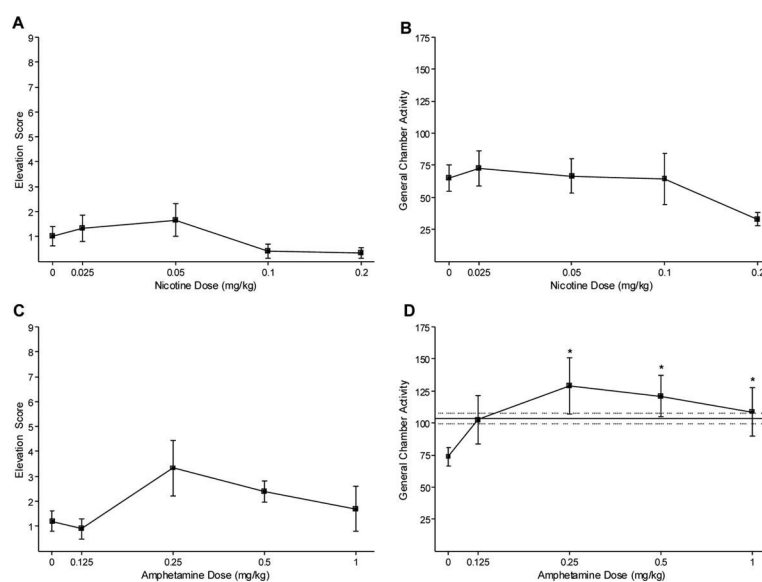 A
9
8
7
6
5
4
3
2
1
Elevation Score
0 0.025 0.05 0.1 0.2
Nicotine Dose (mg/kg)
B
175
150
125
100
75
50
25
General Chamber Activity
0 0.025 0.05 0.1 0.2
Nicotine Dose (mg/kg)
C
9
8
7
6
5
4
3
2
1
Elevation Score
0 0.125 0.25 0.5 1
Amphetamine Dose (mg/kg)
D
175
150
125
100
75
50
25
General Chamber Activity
* * *
0 0.125 0.25 0.5 1
Amphetamine Dose (mg/kg)